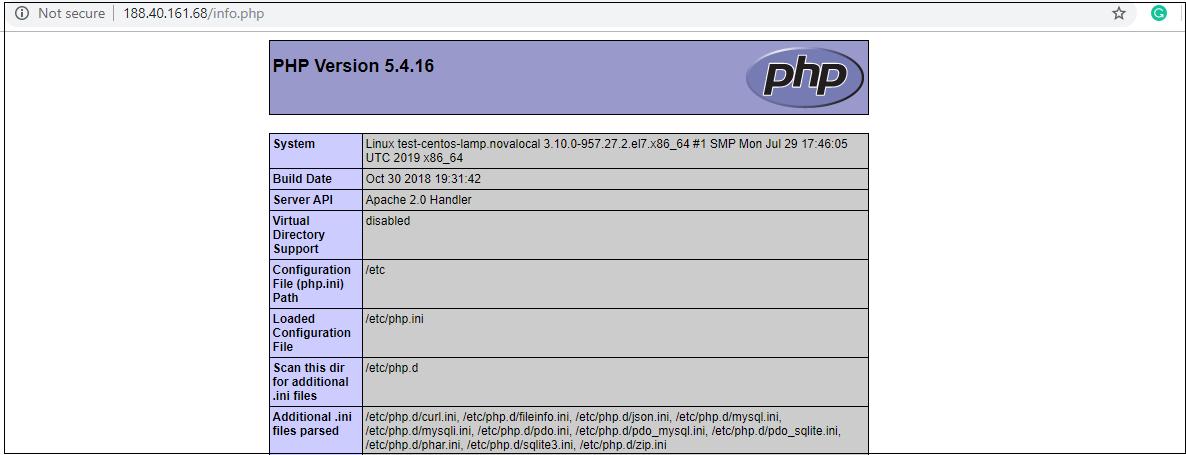 Not secure | 188.40.161.68/info.php
PHP Version 5.4.16
php
System
Linux test-centos-lamp.novalocal 3.10.0-957.27.2.el7.x86_64 #1 SMP Mon Jul 29 17:46:05
UTC 2019 x86_64
Build Date
Oct 30 2018 19:31:42
Server API
Apache 2.0 Handler
Virtual
Directory
Support
disabled
Configuration
File (php.ini)
Path
/etc
Loaded
Configuration
File
/etc/php.ini
Scan this dir
for additional
.ini files
/etc/php.d
Additional .ini
files parsed
/etc/php.d/curl.ini, /etc/php.d/fileinfo.ini, /etc/php.d/json.ini, /etc/php.d/mysql.ini,
/etc/php.d/mysqli.ini, /etc/php.d/pdo.ini, /etc/php.d/pdo_mysql.ini, /etc/php.d/pdo_sqlite.ini,
/etc/php.d/phar.ini, /etc/php.d/sqlite3.ini, /etc/php.d/zip.ini